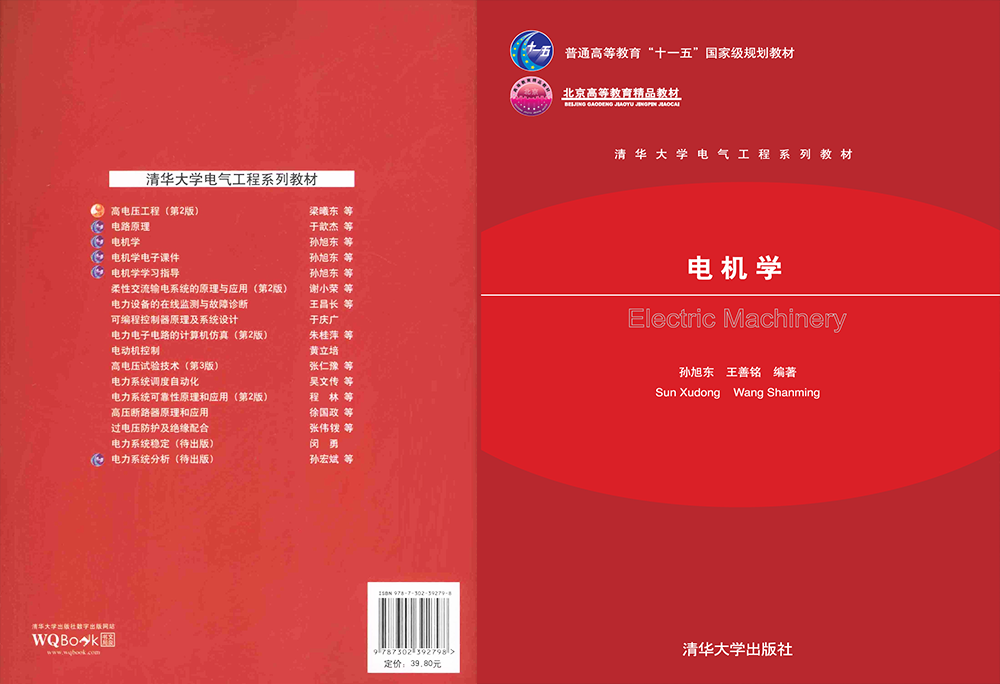 清华大学电气工程系列教材
高电压工程（第2版） 梁曦东 等
电路原理 于歆杰 等
电机学 孙旭东 等
电机学电子课件 孙旭东 等
电机学学习指导 孙旭东 等
柔性交流输电系统的原理与应用（第2版） 谢小荣 等
电力设备的在线监测与故障诊断 王昌长 等
可编程控制器原理及系统设计 于庆广
电力电子电路的计算机仿真（第2版） 朱桂萍 等
电动机控制 黄立培
高电压试验技术（第3版） 张仁豫 等
电力系统调度自动化 吴文传 等
电力系统可靠性原理和应用（第2版） 程 林 等
高压断路器原理和应用 徐国政 等
过电压防护及绝缘配合 张纬钹 等
电力系统稳定（待出版） 闵 勇
电力系统分析（待出版） 孙宏斌 等
清华大学出版社数字出版网站
WQBook 书文局泉
www.wqbook.com
ISBN 978-7-302-39279-8
9 787302 392798 >
定价：39.80元
十一五
普通高等教育“十一五”国家级规划教材
北京
北京高等教育精品教材
BEIJING GAODENG JIAOYU JINGPIN JIAOCAI
清华大学电气工程系列教材
电机学
Electric Machinery
孙旭东 王善铭 编著
Sun Xudong Wang Shanming
清华大学出版社